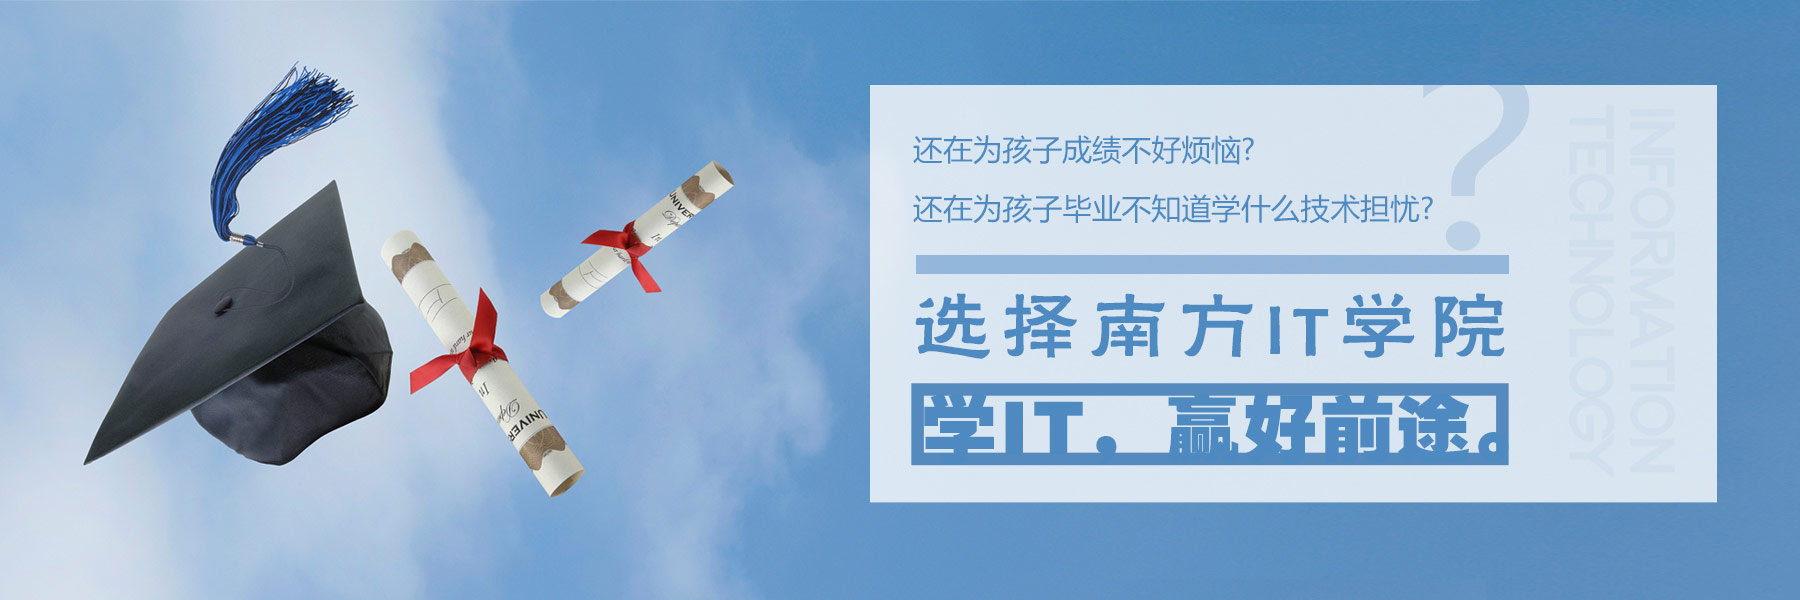 还在为孩子成绩不好烦恼?
还在为孩子毕业不知道学什么技术担忧?
?
选择南方IT学院
学IT，赢好前途。
INFORMATION
TECHNOLOGY
UNIVER
UNIVER